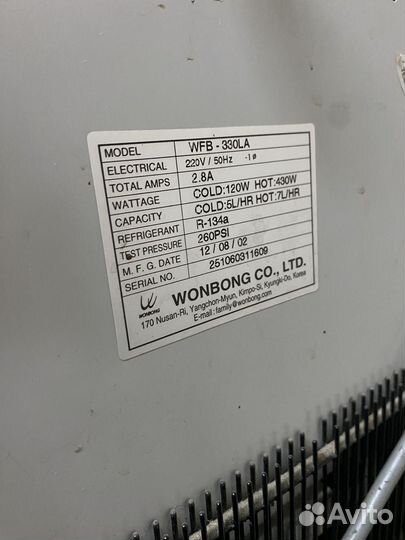 MODEL WFB - 330LA
ELECTRICAL 220V / 50Hz -1ø
TOTAL AMPS 2.8A
WATTAGE COLD:120W HOT:430W
CAPACITY COLD:5L/HR HOT:7L/HR
REFRIGERANT R-134a
TEST PRESSURE 260PSI
M. F. G. DATE 12 / 08 / 02
SERIAL NO. 251060311609
WONBONG WONBONG CO., LTD.
170 Nusan-Ri, Yangchon-Myun, Kimpo-Si, Kyungki-Do, Korea
E-mail : family@wonbong.com
Avito